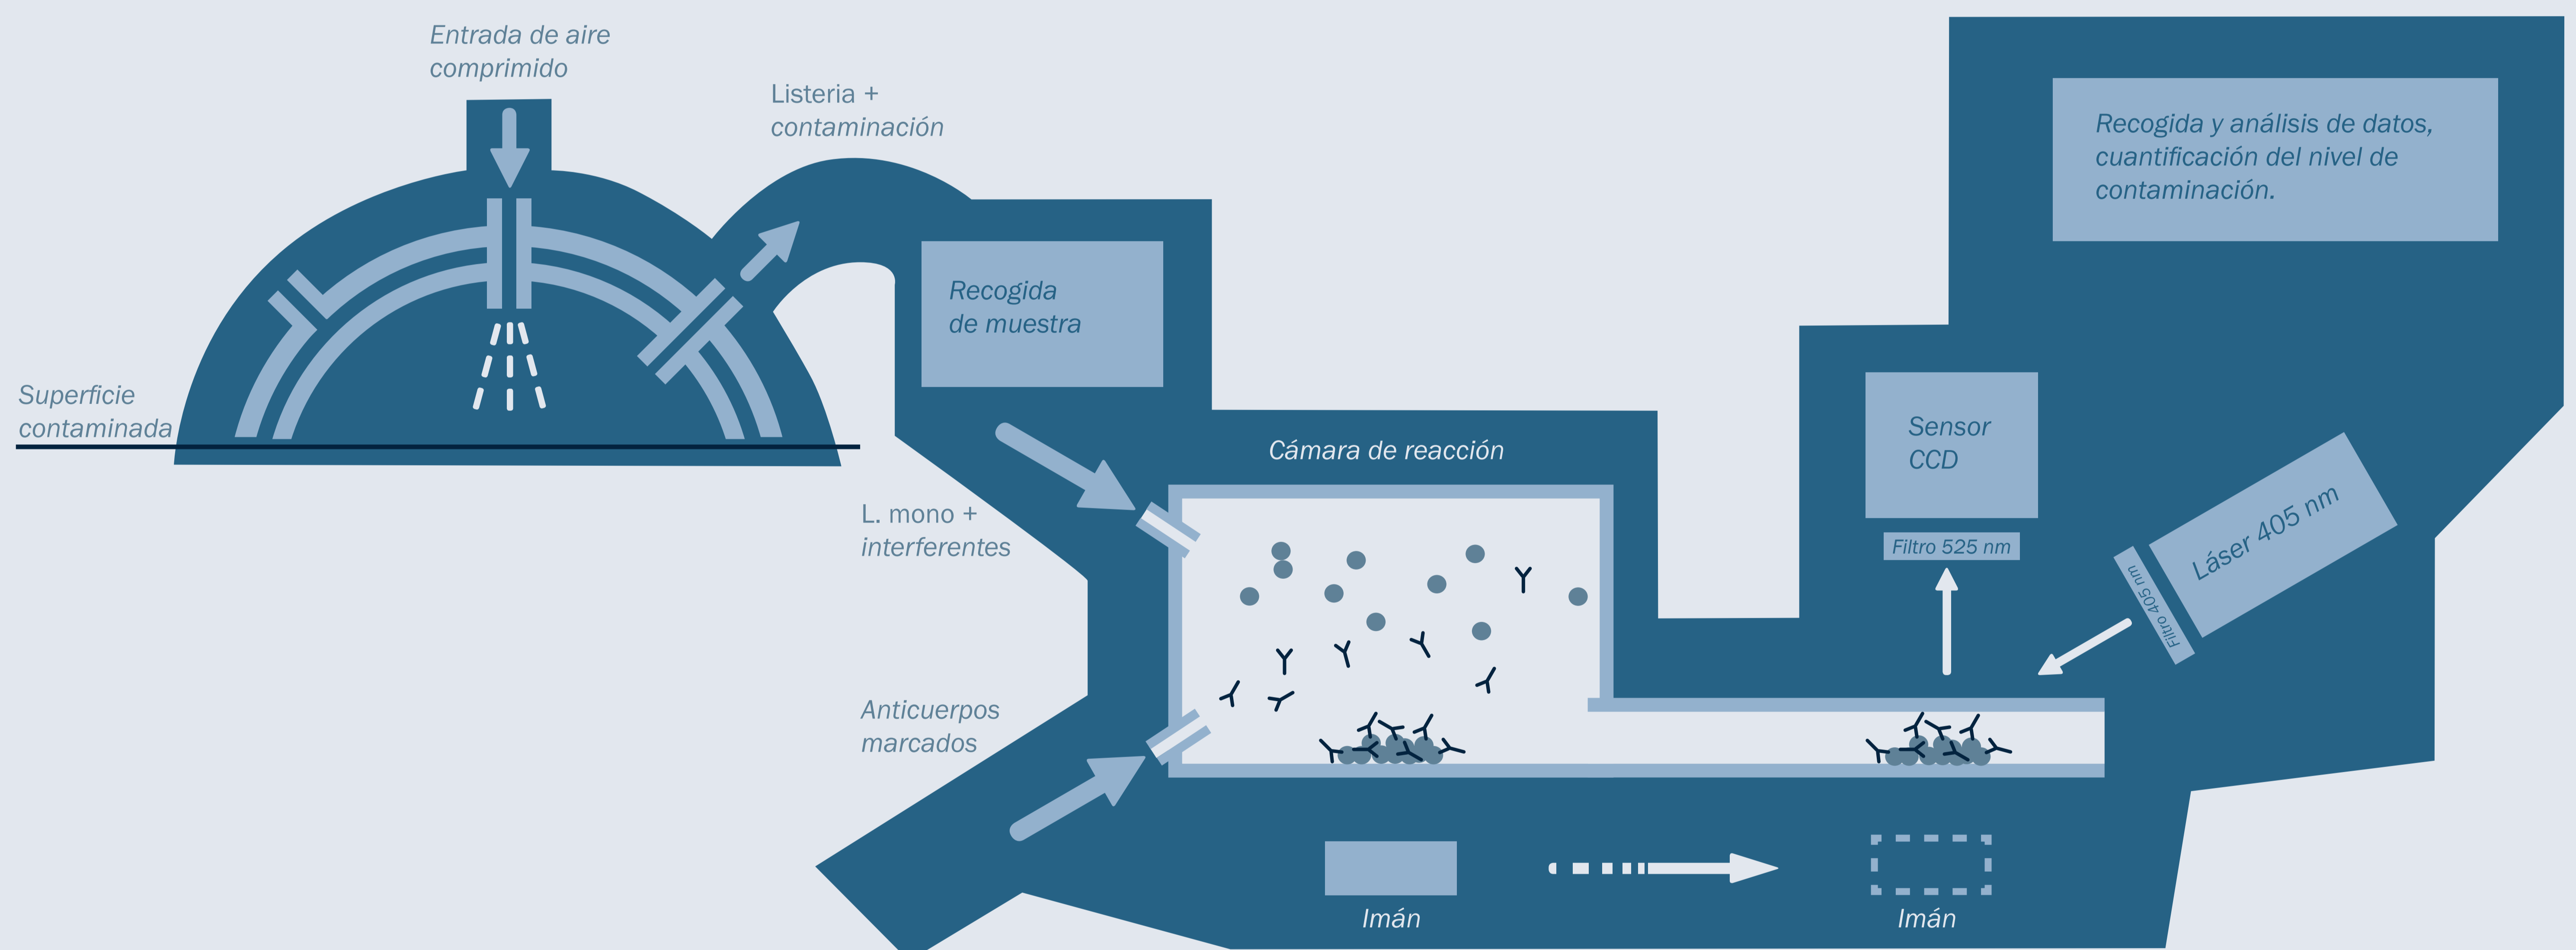 Entrada de aire
comprimido
Listeria +
contaminación
Superficie
contaminada
Recogida
de muestra
L. mono +
interferentes
Anticuerpos
marcados
Cámara de reacción
Imán
Imán
Sensor
CCD
Filtro 525 nm
Filtro 405 nm
Láser 405 nm
Recogida y análisis de datos,
cuantificación del nivel de
contaminación.